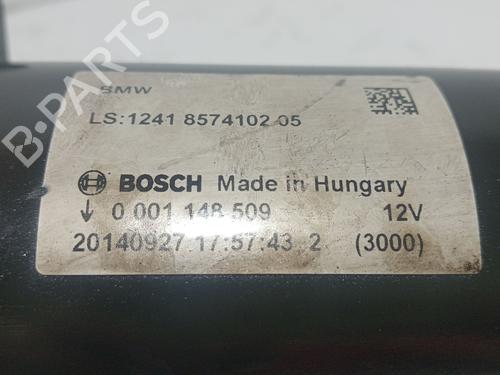 BMW
LS:1241 8574102 05
BOSCH Made in Hungary
0 001 148 509 12V
20140927 17:57:43 2 (3000)
B-PARTS